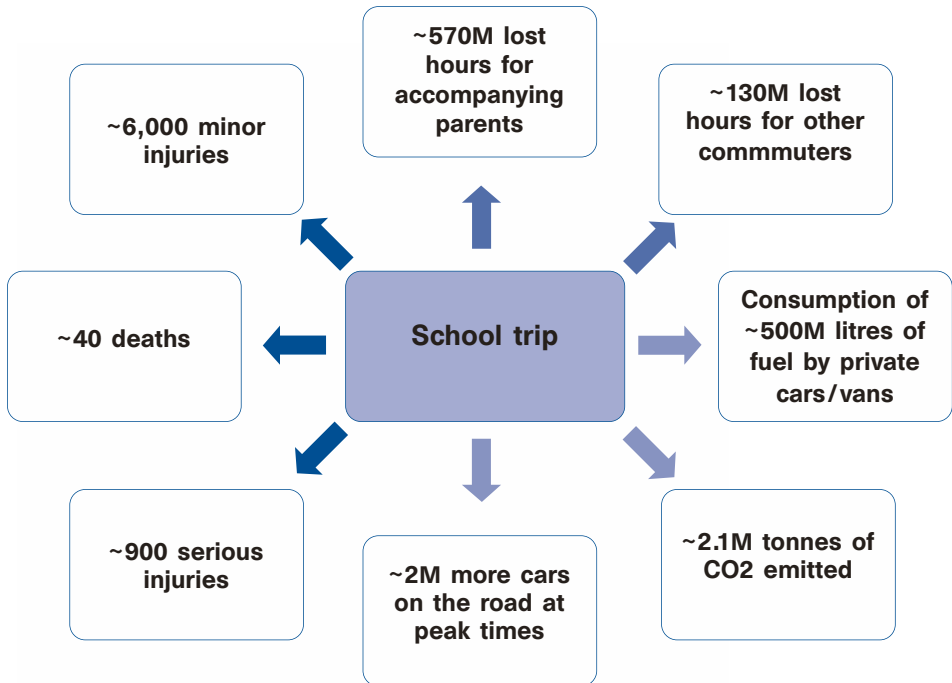 ~570M lost
hours for
accompanying
parents
~130M lost
hours for other
commmuters
~6,000 minor
injuries
School trip
Consumption of
~500M litres of
fuel by private
cars/vans
~40 deaths
~900 serious
injuries
~2M more cars
on the road at
peak times
~2.1M tonnes of
CO2 emitted